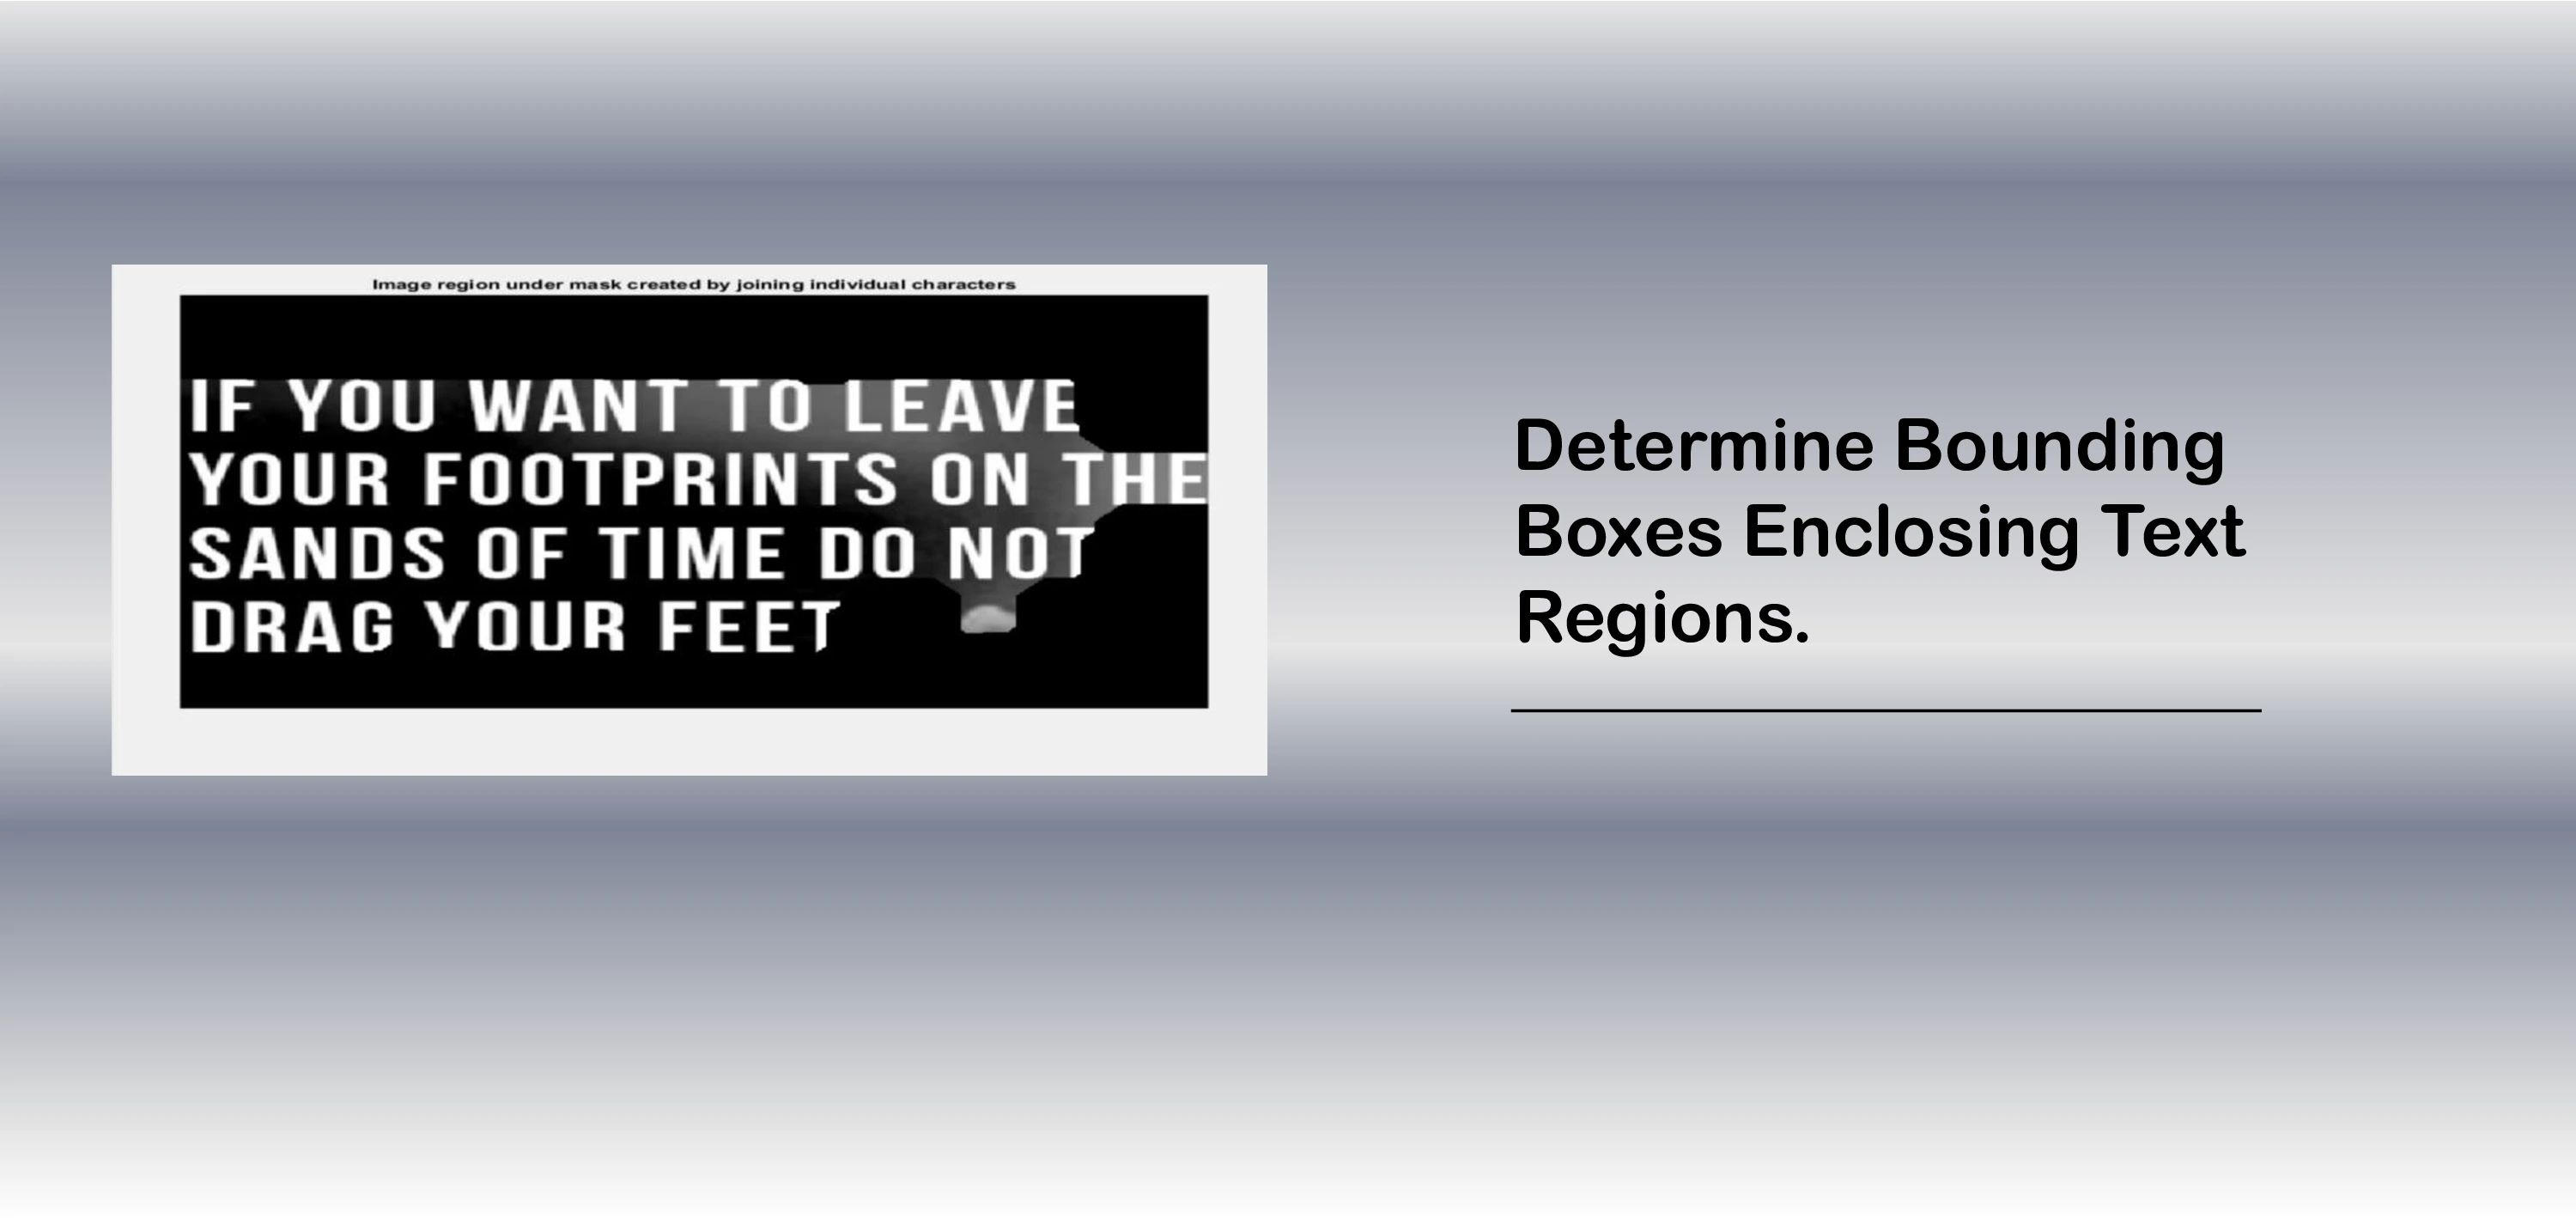 Image region under mask created by joining individual characters
IF YOU WANT TO LEAVE
YOUR FOOTPRINTS ON THE
SANDS OF TIME DO NOT
DRAG YOUR FEET
Determine Bounding
Boxes Enclosing Text
Regions.